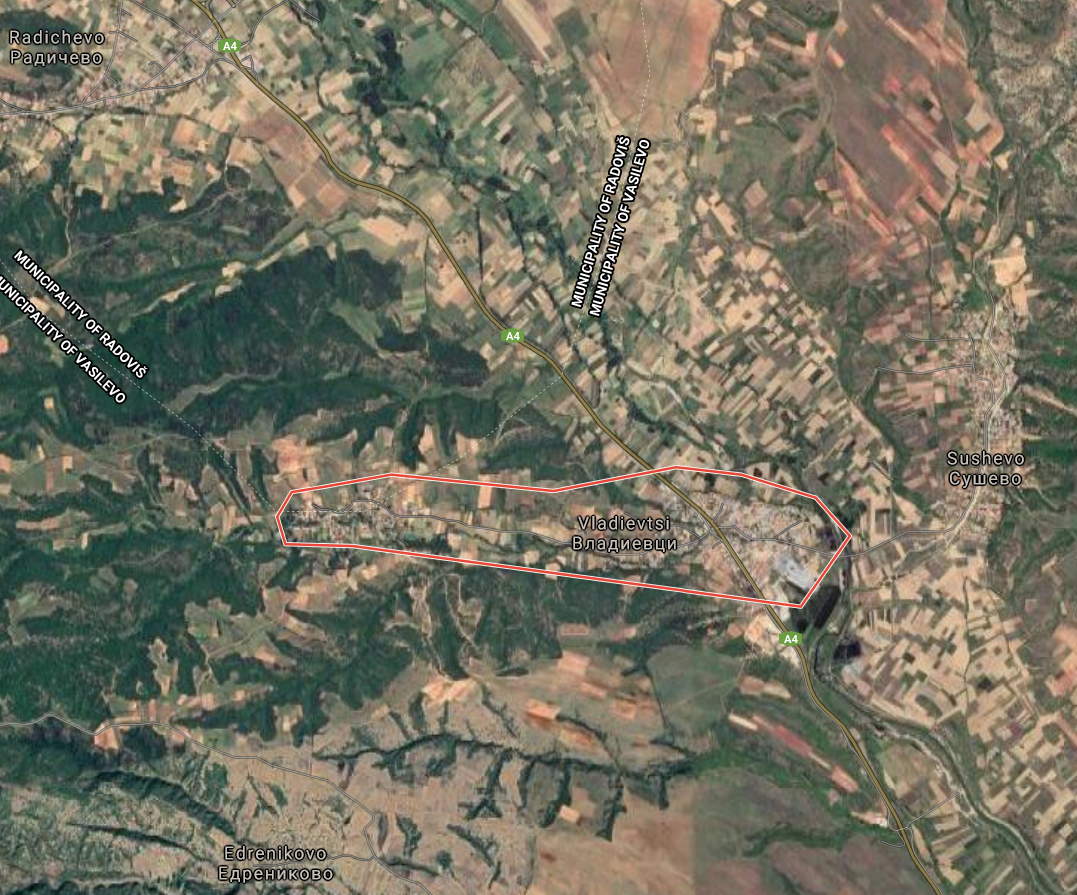 Radichevo
Радичево
A4
MUNICIPALITY OF RADOVIŠ
MUNICIPALITY OF VASILEVO
MUNICIPALITY OF RADOVIŠ
MUNICIPALITY OF VASILEVO
A4
Sushevo
Сушево
Vladievtsi
Владиевци
A4
Edrenikovo
Едрениково